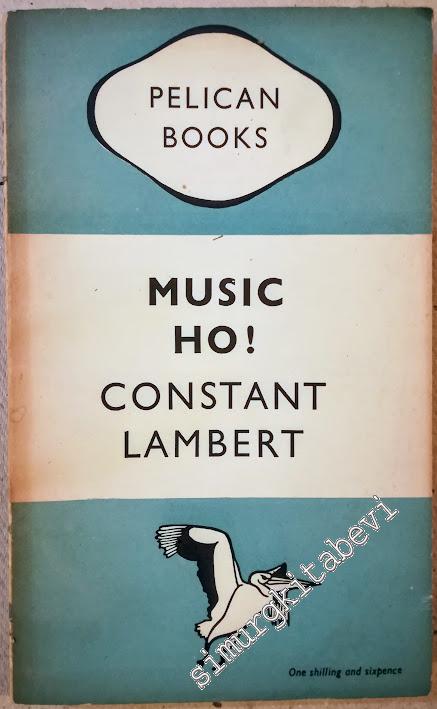 PELICAN
BOOKS
MUSIC
HO!
CONSTANT
LAMBERT
simurgkitabevi
One shilling and sixpence